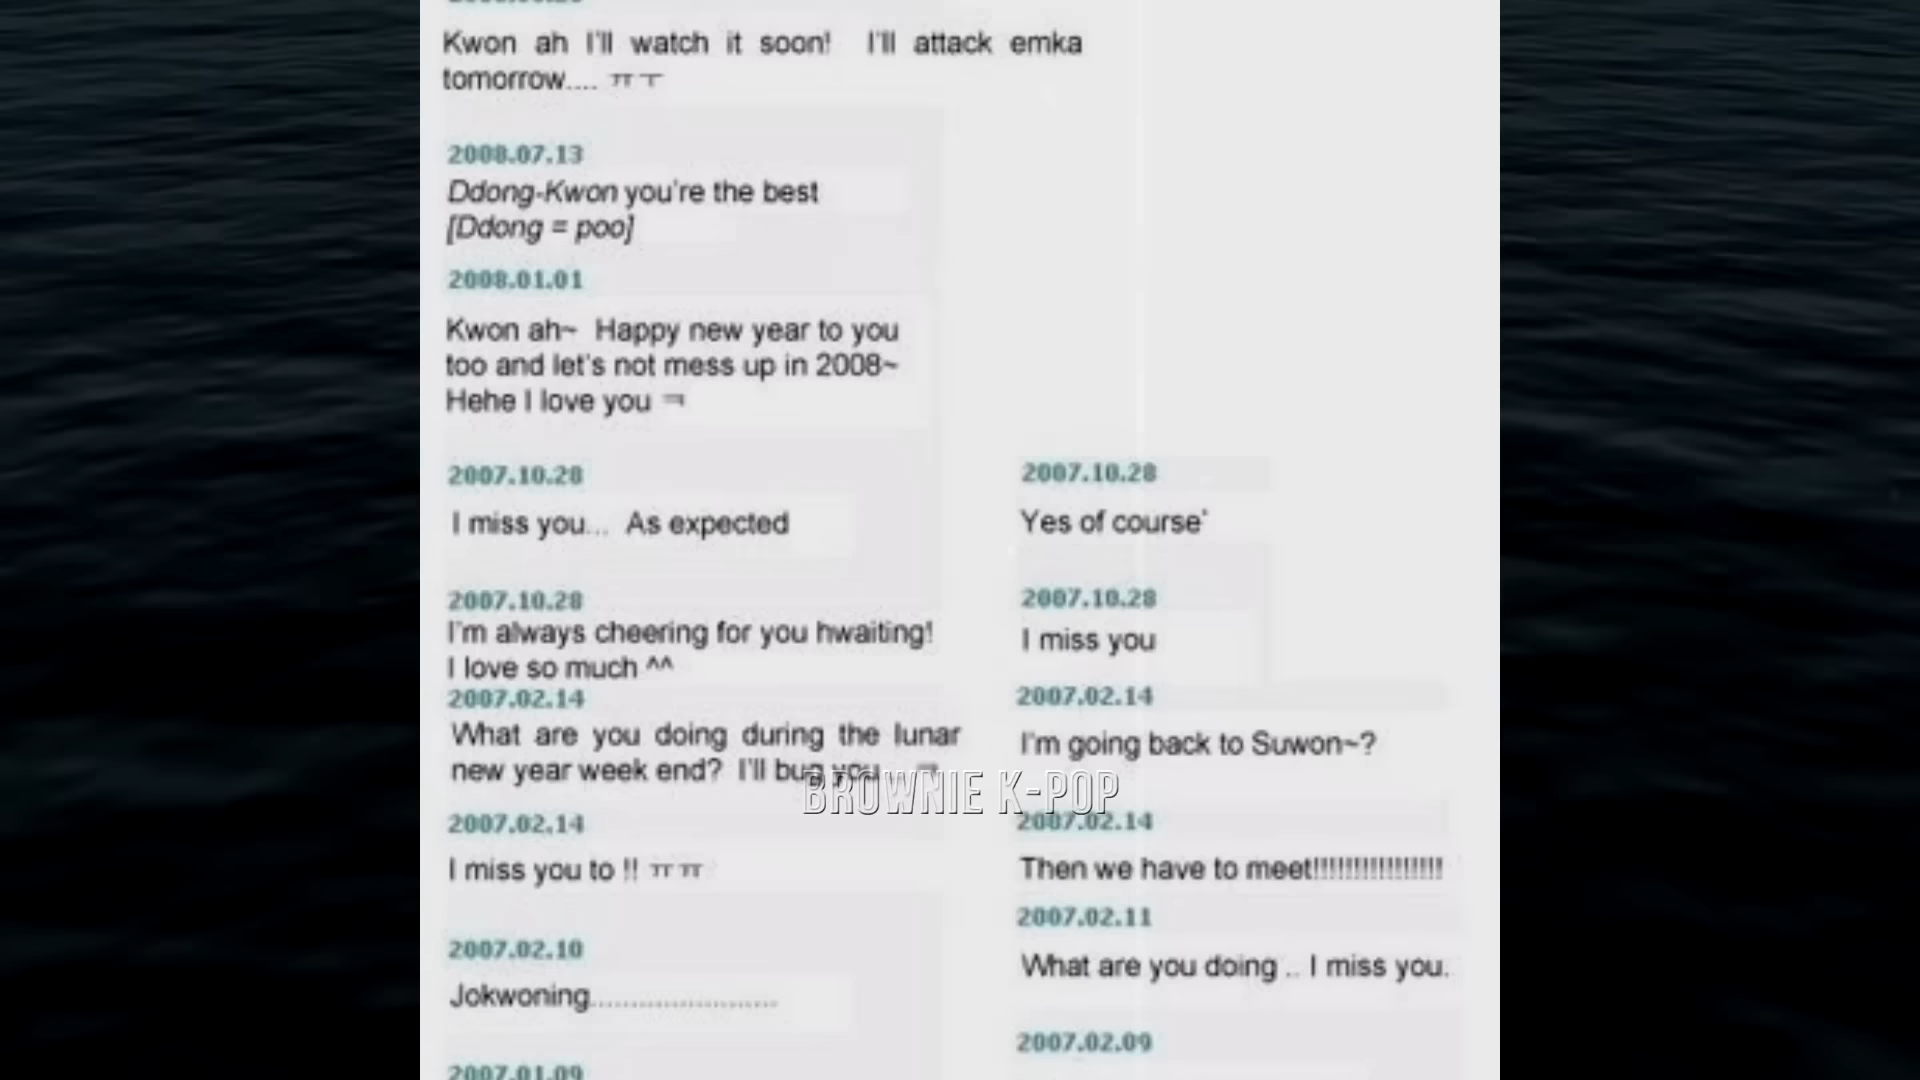 Kwon ah I'll watch it soon! I'll attack emka
tomorrow.... ㅠㅜ
2008.07.13
Ddong-Kwon you're the best
[Ddong = poo]
2008.01.01
Kwon ah~ Happy new year to you
too and let's not mess up in 2008~
Hehe I love you ㅋ
2007.10.28
I miss you... As expected
2007.10.28
I'm always cheering for you hwaiting!
I love so much ^^
2007.02.14
What are you doing during the lunar
new year week end? I'll bug you
2007.02.14
I miss you to !! ㅠㅠ
2007.02.10
Jokwoning.......................
2007.01.09
2007.10.28
Yes of course'
2007.10.28
I miss you
2007.02.14
I'm going back to Suwon~?
BROWNIE K-POP
2007.02.14
Then we have to meet!!!!!!!!!!!!!!!!
2007.02.11
What are you doing .. I miss you.
2007.02.09